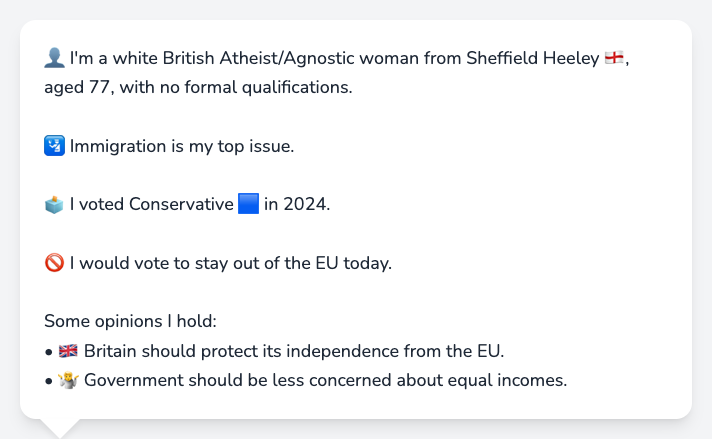 👤 I'm a white British Atheist/Agnostic woman from Sheffield Heeley 🏴󠁧󠁢󠁥󠁮󠁧󠁿,
aged 77, with no formal qualifications.
🛂 Immigration is my top issue.
🗳️ I voted Conservative 🟦 in 2024.
🚫 I would vote to stay out of the EU today.
Some opinions I hold:
• 🇬🇧 Britain should protect its independence from the EU.
• 🤷 Government should be less concerned about equal incomes.